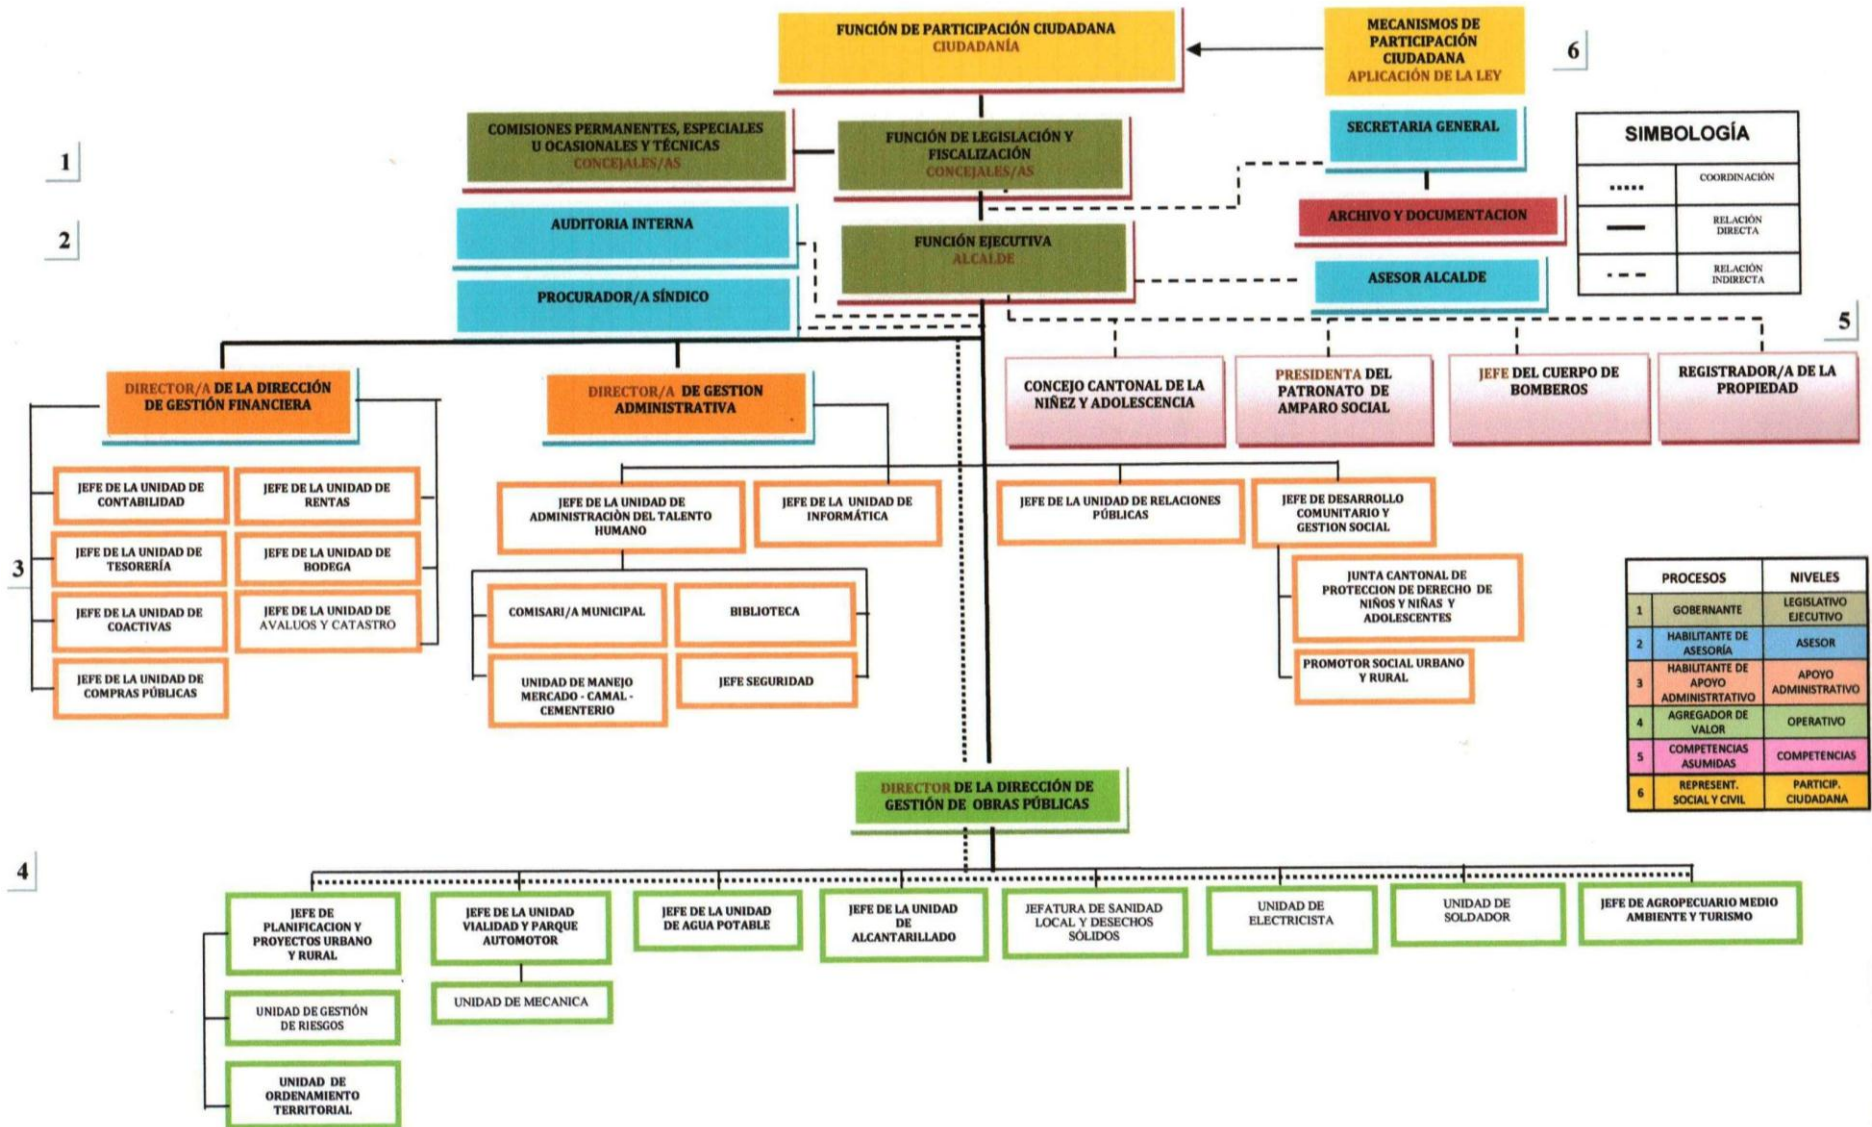 FUNCIÓN DE PARTICIPACIÓN CIUDADANA
CIUDADANÍA
MECANISMOS DE
PARTICIPACIÓN
CIUDADANA
APLICACIÓN DE LA LEY
6
1
COMISIONES PERMANENTES, ESPECIALES
U OCASIONALES Y TÉCNICAS
CONCEJALES/AS
FUNCIÓN DE LEGISLACIÓN Y
FISCALIZACIÓN
CONCEJALES/AS
SECRETARIA GENERAL
SIMBOLOGÍA
COORDINACIÓN
RELACIÓN
DIRECTA
RELACIÓN
INDIRECTA
2
AUDITORIA INTERNA
FUNCIÓN EJECUTIVA
ALCALDE
ARCHIVO Y DOCUMENTACION
PROCURADOR/A SÍNDICO
ASESOR ALCALDE
5
DIRECTOR/A DE LA DIRECCIÓN
DE GESTIÓN FINANCIERA
DIRECTOR/A DE GESTION
ADMINISTRATIVA
CONCEJO CANTONAL DE LA
NIÑEZ Y ADOLESCENCIA
PRESIDENTA DEL
PATRONATO DE
AMPARO SOCIAL
JEFE DEL CUERPO DE
BOMBEROS
REGISTRADOR/A DE LA
PROPIEDAD
3
JEFE DE LA UNIDAD DE
CONTABILIDAD
JEFE DE LA UNIDAD DE
RENTAS
JEFE DE LA UNIDAD DE
TESORERÍA
JEFE DE LA UNIDAD DE
BODEGA
JEFE DE LA UNIDAD DE
COACTIVAS
JEFE DE LA UNIDAD DE
AVALUOS Y CATASTRO
JEFE DE LA UNIDAD DE
COMPRAS PÚBLICAS
JEFE DE LA UNIDAD DE
ADMINISTRACIÒN DEL TALENTO
HUMANO
JEFE DE LA UNIDAD DE
INFORMÁTICA
JEFE DE LA UNIDAD DE RELACIONES
PÚBLICAS
JEFE DE DESARROLLO
COMUNITARIO Y
GESTION SOCIAL
COMISARI/A MUNICIPAL
BIBLIOTECA
UNIDAD DE MANEJO
MERCADO - CAMAL -
CEMENTERIO
JEFE SEGURIDAD
JUNTA CANTONAL DE
PROTECCION DE DERECHO DE
NIÑOS Y NIÑAS Y
ADOLESCENTES
PROMOTOR SOCIAL URBANO
Y RURAL
PROCESOS NIVELES
1 GOBERNANTE LEGISLATIVO
EJECUTIVO
2 HABILITANTE DE
ASESORÍA ASESOR
3 HABILITANTE DE
APOYO
ADMINISTRTATIVO APOYO
ADMINISTRATIVO
4 AGREGADOR DE
VALOR OPERATIVO
5 COMPETENCIAS
ASUMIDAS COMPETENCIAS
6 REPRESENT.
SOCIAL Y CIVIL PARTICIP.
CIUDADANA
DIRECTOR DE LA DIRECCIÓN DE
GESTIÓN DE OBRAS PÚBLICAS
4
JEFE DE
PLANIFICACION Y
PROYECTOS URBANO
Y RURAL
JEFE DE LA UNIDAD
VIALIDAD Y PARQUE
AUTOMOTOR
JEFE DE LA UNIDAD
DE AGUA POTABLE
JEFE DE LA UNIDAD
DE
ALCANTARILLADO
JEFATURA DE SANIDAD
LOCAL Y DESECHOS
SÓLIDOS
UNIDAD DE
ELECTRICISTA
UNIDAD DE
SOLDADOR
JEFE DE AGROPECUARIO MEDIO
AMBIENTE Y TURISMO
UNIDAD DE GESTIÓN
DE RIESGOS
UNIDAD DE MECANICA
UNIDAD DE
ORDENAMIENTO
TERRITORIAL